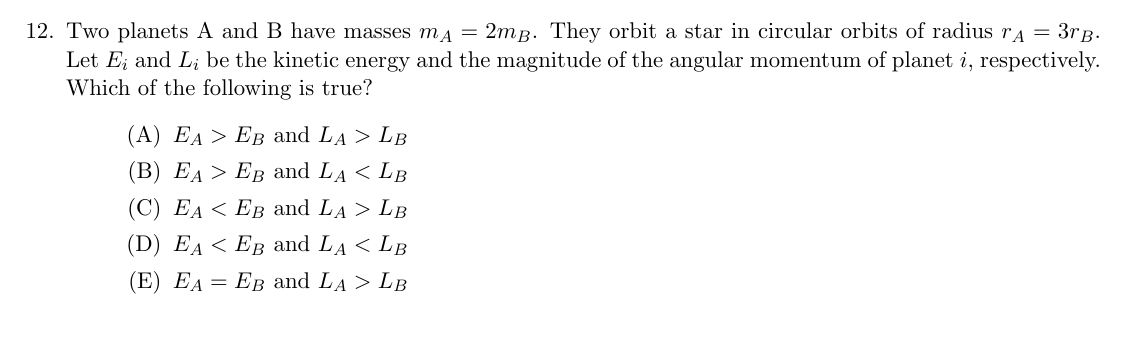 12. Two planets A and B have masses m_A = 2m_B. They orbit a star in circular orbits of radius r_A = 3r_B.
Let E_i and L_i be the kinetic energy and the magnitude of the angular momentum of planet i, respectively.
Which of the following is true?
(A) E_A > E_B and L_A > L_B
(B) E_A > E_B and L_A < L_B
(C) E_A < E_B and L_A > L_B
(D) E_A < E_B and L_A < L_B
(E) E_A = E_B and L_A > L_B